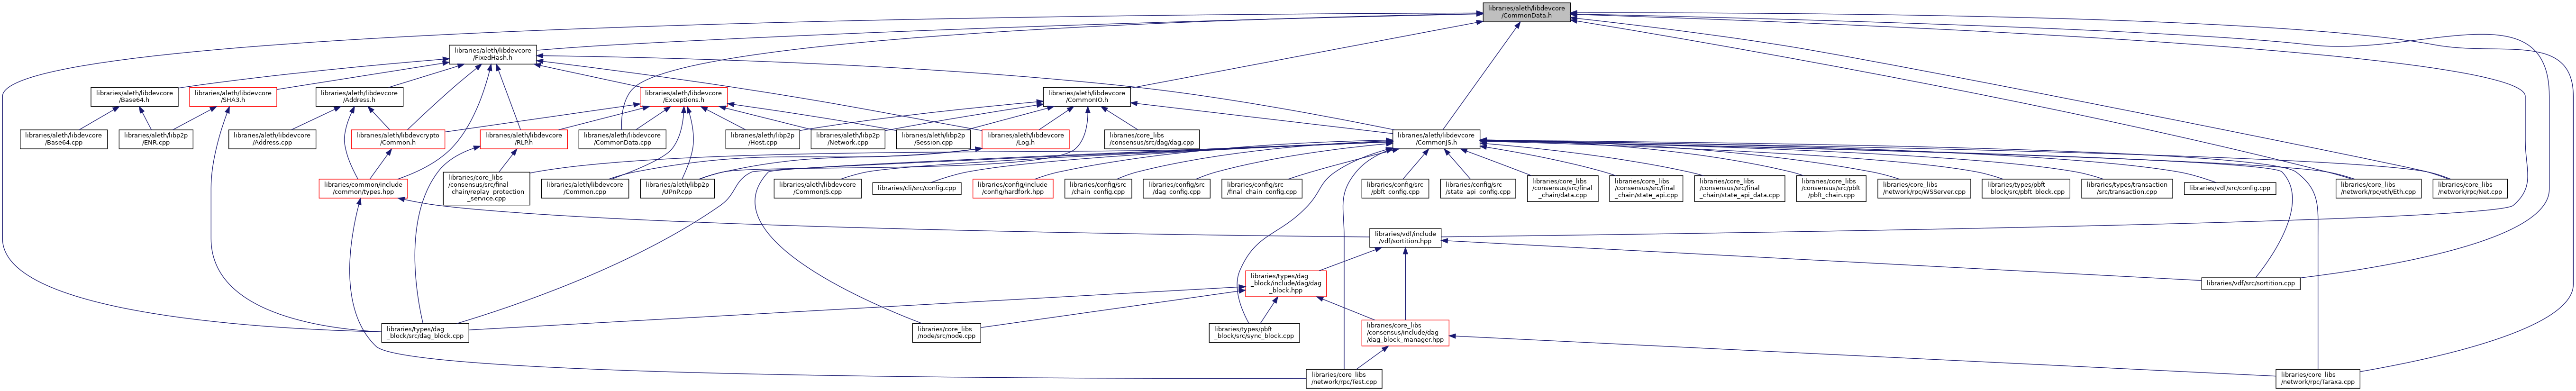 libraries/aleth/libdevcore
/CommonData.h
libraries/aleth/libdevcore
/FixedHash.h
libraries/aleth/libdevcore
/Base64.h
libraries/aleth/libdevcore
/SHA3.h
libraries/aleth/libdevcore
/Address.h
libraries/aleth/libdevcore
/Exceptions.h
libraries/aleth/libdevcore
/CommonIO.h
libraries/aleth/libdevcore
/Base64.cpp
libraries/aleth/libp2p
/ENR.cpp
libraries/aleth/libdevcore
/Address.cpp
libraries/aleth/libdevcrypto
/Common.h
libraries/aleth/libdevcore
/RLP.h
libraries/aleth/libdevcore
/CommonData.cpp
libraries/aleth/libp2p
/Host.cpp
libraries/aleth/libp2p
/Network.cpp
libraries/aleth/libp2p
/Session.cpp
libraries/aleth/libdevcore
/Log.h
libraries/core_libs
/consensus/src/dag/dag.cpp
libraries/aleth/libdevcore
/CommonJS.h
libraries/common/include
/common/types.hpp
libraries/core_libs
/consensus/src/final
_chain/replay_protection
_service.cpp
libraries/aleth/libdevcore
/Common.cpp
libraries/aleth/libp2p
/UPnP.cpp
libraries/aleth/libdevcore
/CommonJS.cpp
libraries/cli/src/config.cpp
libraries/config/include
/config/hardfork.hpp
libraries/config/src
/chain_config.cpp
libraries/config/src
/dag_config.cpp
libraries/config/src
/final_chain_config.cpp
libraries/config/src
/pbft_config.cpp
libraries/config/src
/state_api_config.cpp
libraries/core_libs
/consensus/src/final
_chain/data.cpp
libraries/core_libs
/consensus/src/final
_chain/state_api.cpp
libraries/core_libs
/consensus/src/final
_chain/state_api_data.cpp
libraries/core_libs
/consensus/src/pbft
/pbft_chain.cpp
libraries/core_libs
/network/rpc/WSServer.cpp
libraries/types/pbft
_block/src/pbft_block.cpp
libraries/types/transaction
/src/transaction.cpp
libraries/vdf/src/config.cpp
libraries/core_libs
/network/rpc/eth/Eth.cpp
libraries/core_libs
/network/rpc/Net.cpp
libraries/vdf/include
/vdf/sortition.hpp
libraries/types/dag
_block/include/dag/dag
_block.hpp
libraries/vdf/src/sortition.cpp
libraries/types/dag
_block/src/dag_block.cpp
libraries/core_libs
/node/src/node.cpp
libraries/types/pbft
_block/src/sync_block.cpp
libraries/core_libs
/consensus/include/dag
/dag_block_manager.hpp
libraries/core_libs
/network/rpc/Test.cpp
libraries/core_libs
/network/rpc/Taraxa.cpp